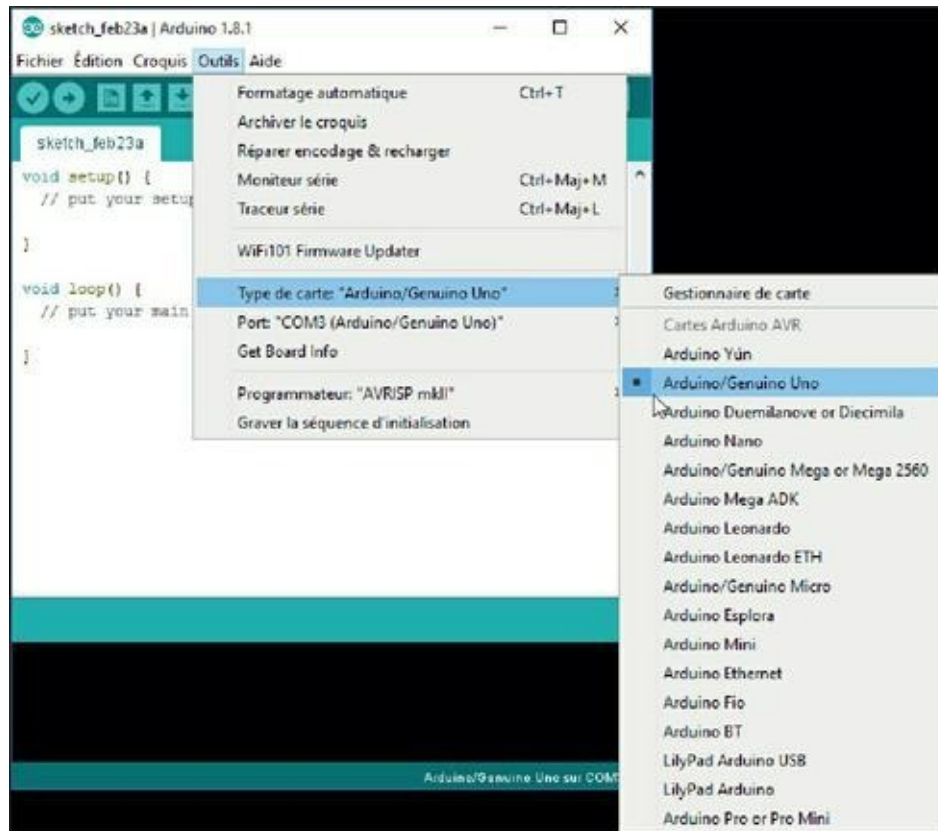 sketch_feb23a | Arduino 1.8.1
Fichier Édition Croquis Outils Aide
sketch_feb23a
void setup() {
// put your setup
}
void loop() {
// put your main
}
Formatage automatique Ctrl+T
Archiver le croquis
Réparer encodage & recharger
Moniteur série Ctrl+Maj+M
Traceur série Ctrl+Maj+L
WiFi101 Firmware Updater
Type de carte: "Arduino/Genuino Uno"
Port: "COM3 (Arduino/Genuino Uno)"
Get Board Info
Programmateur: "AVRISP mkII"
Graver la séquence d'initialisation
Gestionnaire de carte
Cartes Arduino AVR
Arduino Yún
Arduino/Genuino Uno
Arduino Duemilanove or Diecimila
Arduino Nano
Arduino/Genuino Mega or Mega 2560
Arduino Mega ADK
Arduino Leonardo
Arduino Leonardo ETH
Arduino/Genuino Micro
Arduino Esplora
Arduino Mini
Arduino Ethernet
Arduino Fio
Arduino BT
LilyPad Arduino USB
LilyPad Arduino
Arduino Pro or Pro Mini
Arduino/Genuino Uno sur COM